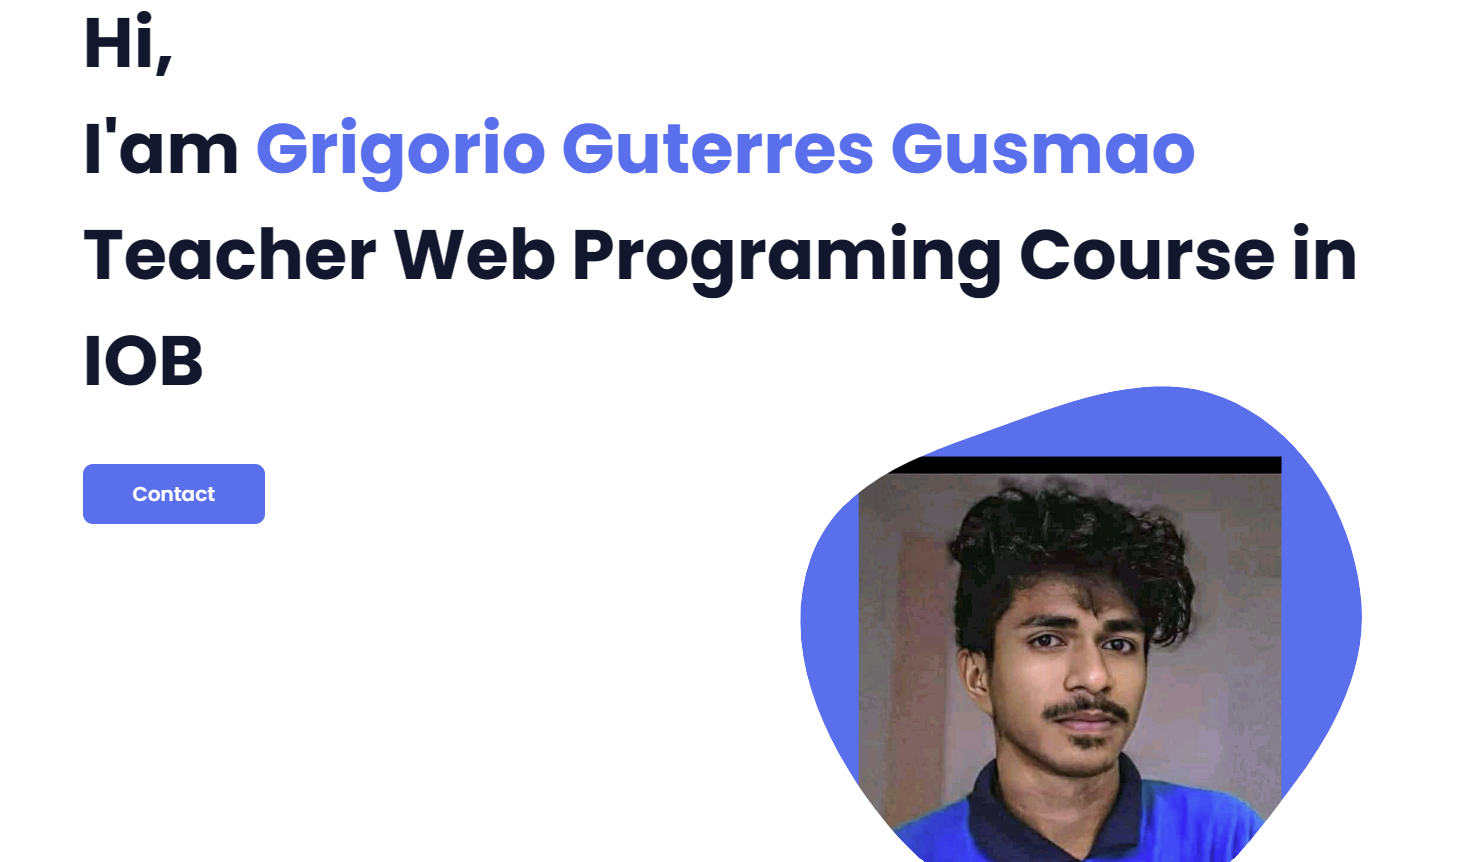 Hi,
I'am Grigorio Guterres Gusmao
Teacher Web Programing Course in
IOB
Contact